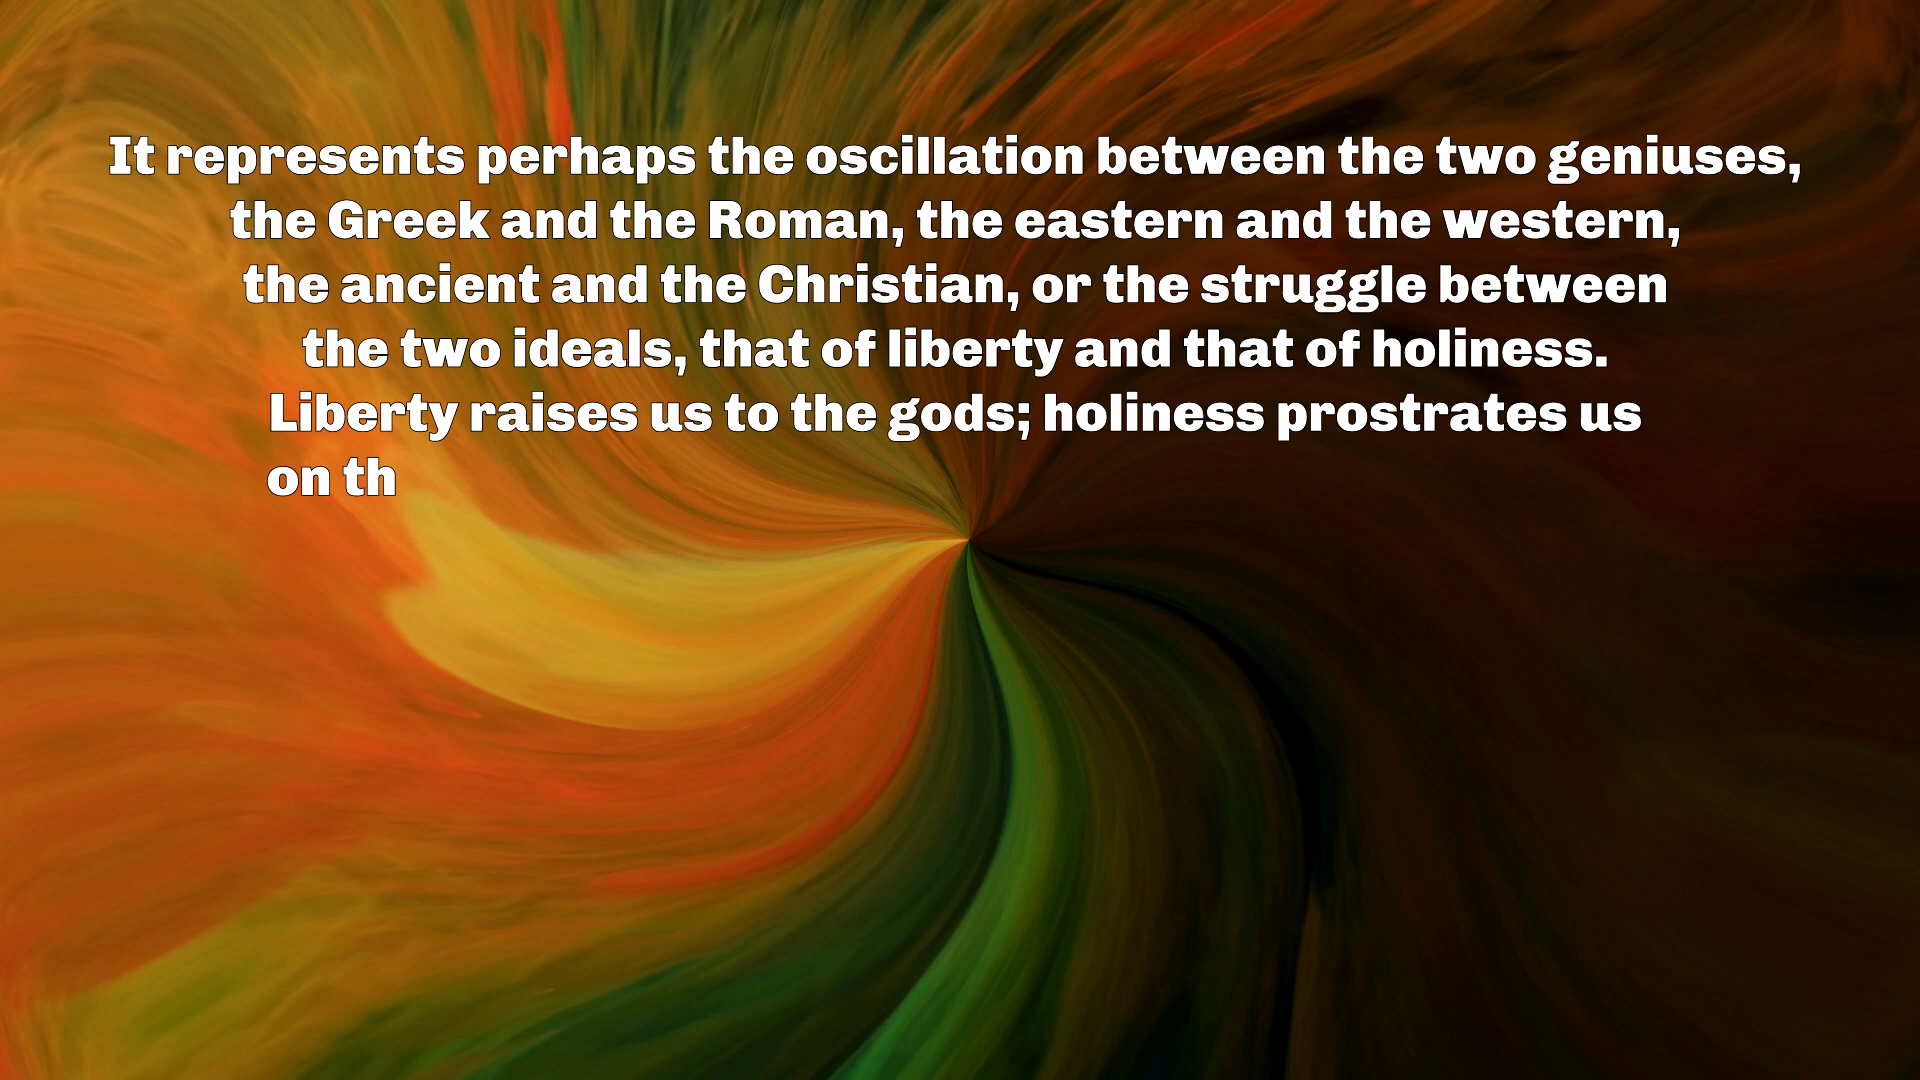 It represents perhaps the oscillation between the two geniuses,
the Greek and the Roman, the eastern and the western,
the ancient and the Christian, or the struggle between
the two ideals, that of liberty and that of holiness.
Liberty raises us to the gods; holiness prostrates us
on th